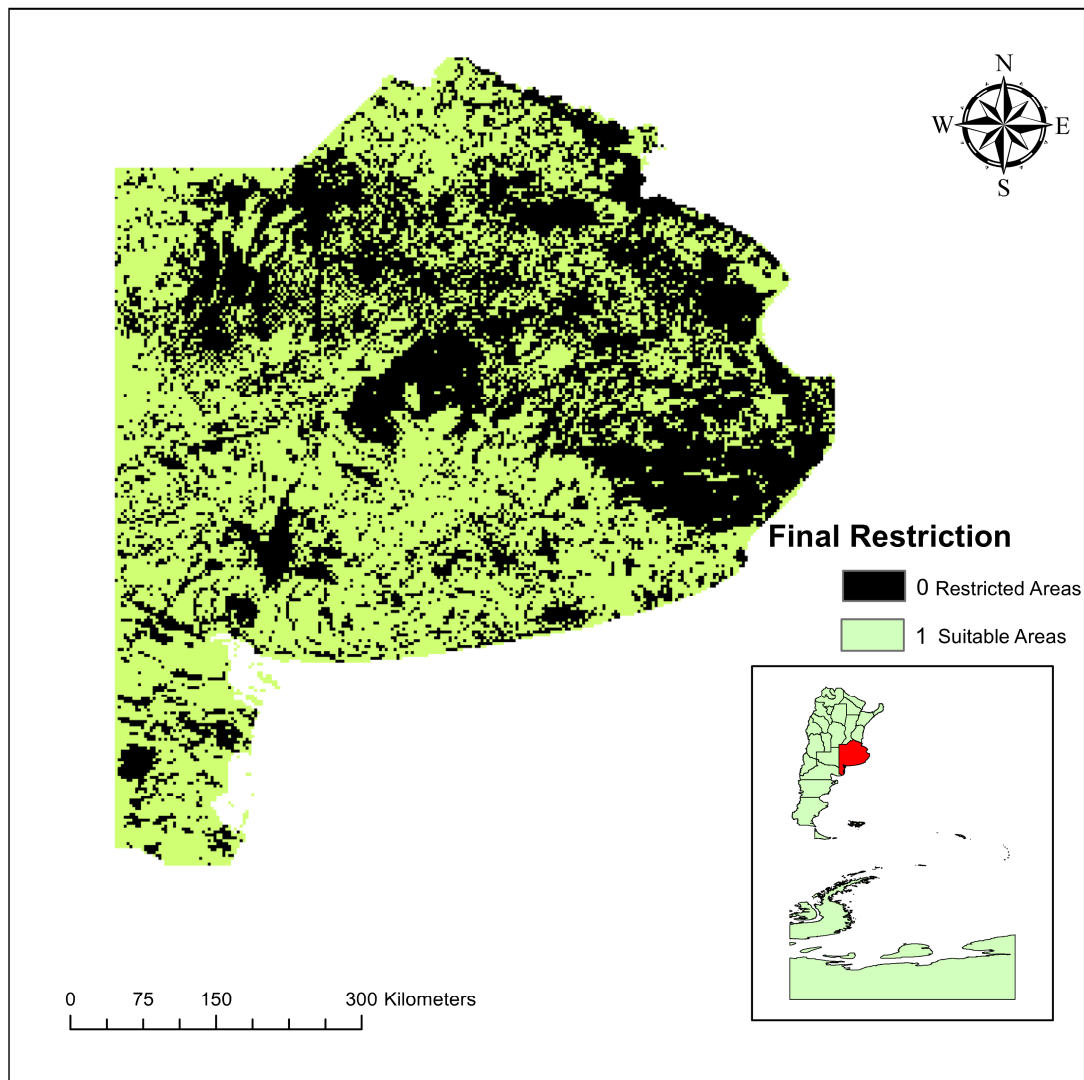 N
W E
S
Final Restriction
0 Restricted Areas
1 Suitable Areas
0 75 150 300 Kilometers